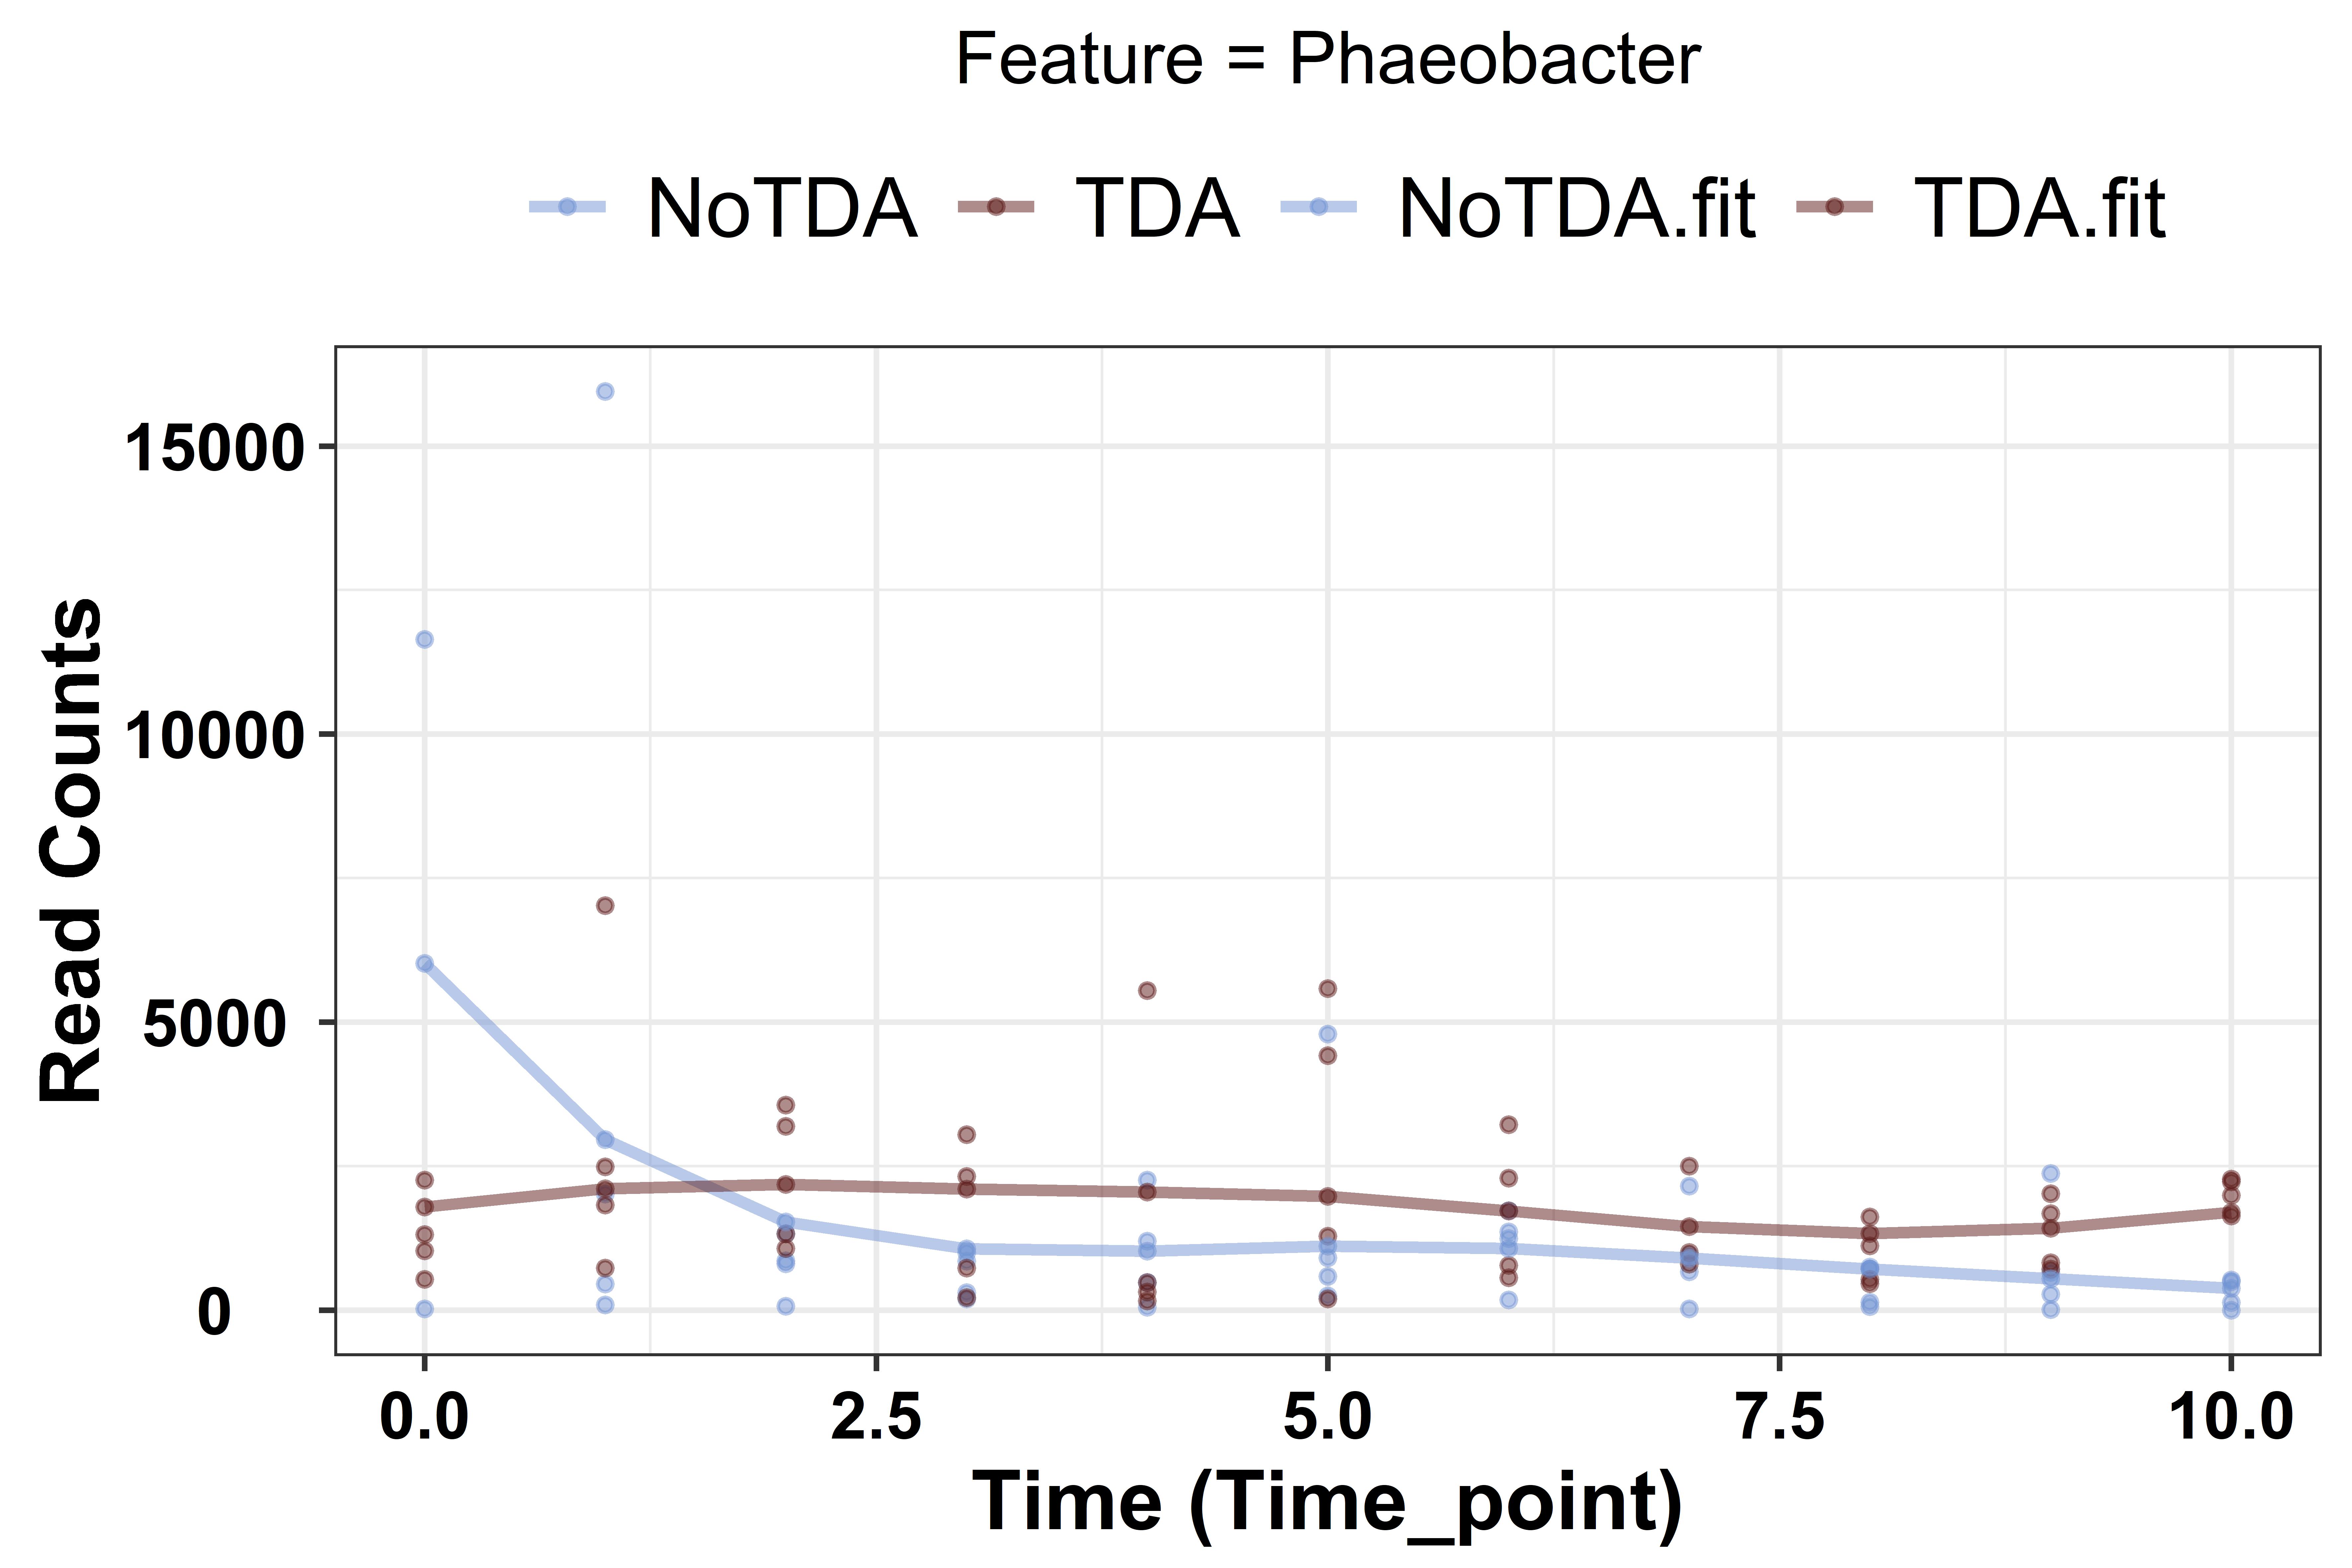 Feature = Phaeobacter
NoTDA TDA NoTDA.fit TDA.fit
Read Counts
15000
10000
5000
0
0.0 2.5 5.0 7.5 10.0
Time (Time_point)